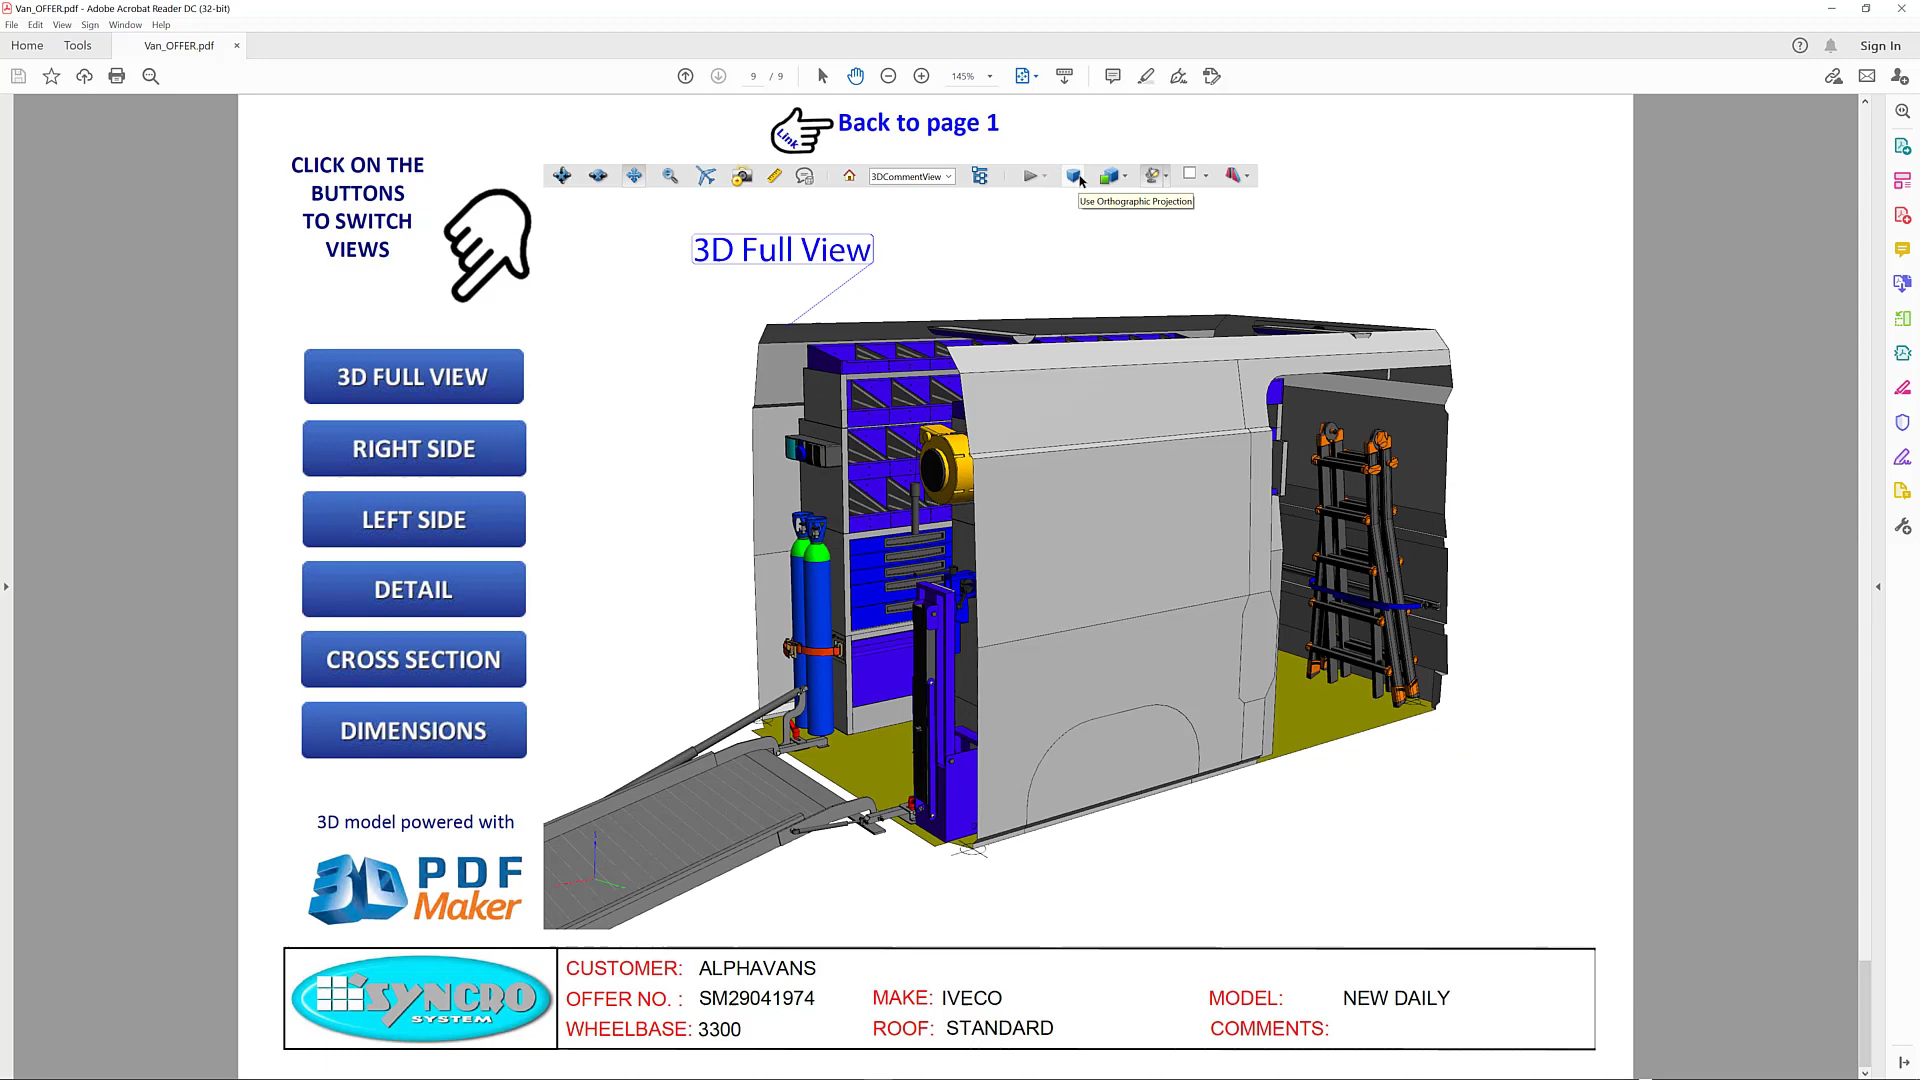 Van_OFFER.pdf - Adobe Acrobat Reader DC (32-bit)
File Edit View Sign Window Help
Home Tools Van_OFFER.pdf × Sign In
9 / 9 145%
Link Back to page 1
CLICK ON THE
BUTTONS
TO SWITCH
VIEWS
3DCommentView
Use Orthographic Projection
3D Full View
3D FULL VIEW
RIGHT SIDE
LEFT SIDE
DETAIL
CROSS SECTION
DIMENSIONS
3D model powered with
3D PDF
Maker
SYNCRO
SYSTEM
CUSTOMER: ALPHAVANS
OFFER NO. : SM29041974 MAKE: IVECO MODEL: NEW DAILY
WHEELBASE: 3300 ROOF: STANDARD COMMENTS: